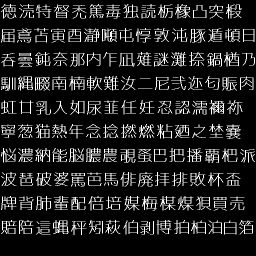 徳涜特督禿篤毒独読栃橡凸突椴
届鳶苫寅酉瀞噸屯惇敦沌豚遁頓日
呑曇鈍奈那内乍凪薙謎灘捺鍋楢乃
馴縄畷南楠軟難汝二尼弐迩匂賑肉
虹廿乳入如尿韮任妊忍認濡禰祢
寧葱猫熱年念捻撚燃粘廼之埜嚢
悩濃納能脳膿農覗蚤巴把播覇杷派
波琶破婆罵芭馬俳廃拝排敗杯盃
牌背肺輩配倍培媒梅楳煤狽買売
賠陪這蝿秤矧萩伯剥博拍柏泊白箔